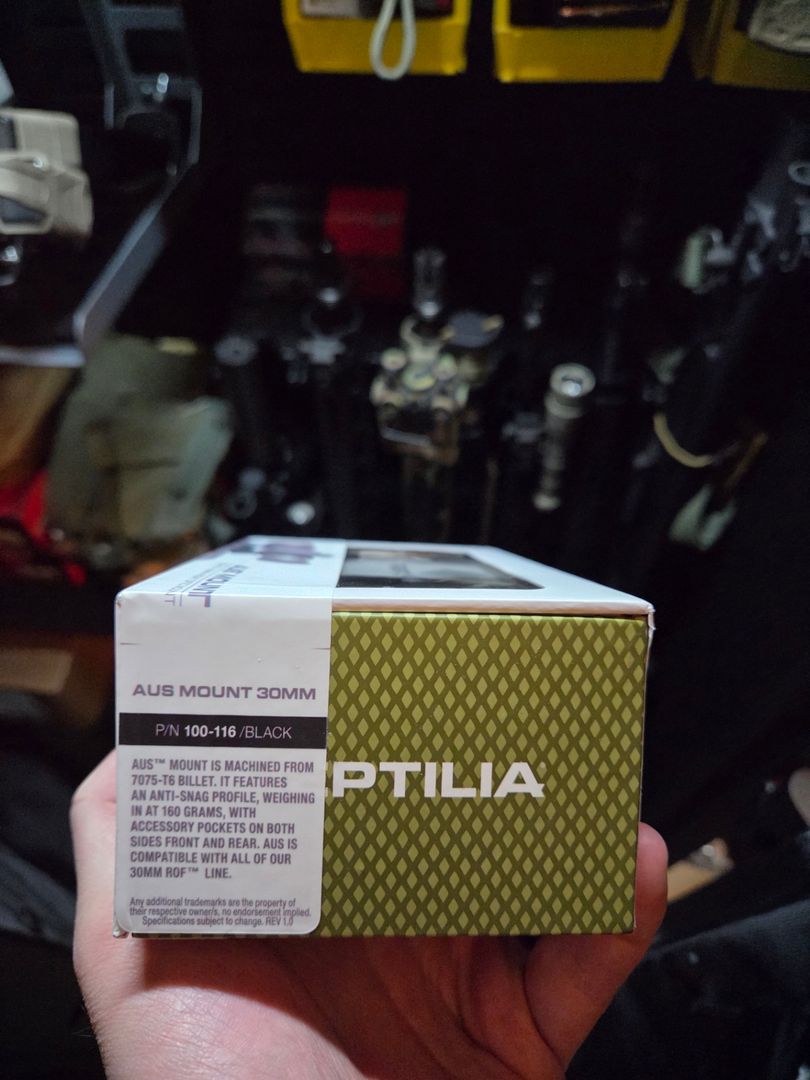 AUS MOUNT
AUS MOUNT 30MM
P/N 100-116 /BLACK
AUS™ MOUNT IS MACHINED FROM
7075-T6 BILLET. IT FEATURES
AN ANTI-SNAG PROFILE, WEIGHING
IN AT 160 GRAMS, WITH
ACCESSORY POCKETS ON BOTH
SIDES FRONT AND REAR. AUS IS
COMPATIBLE WITH ALL OF OUR
30MM ROF™ LINE.
Any additional trademarks are the property of
their respective owner/s, no endorsement implied.
Specifications subject to change. REV 1.0
EPTILIA